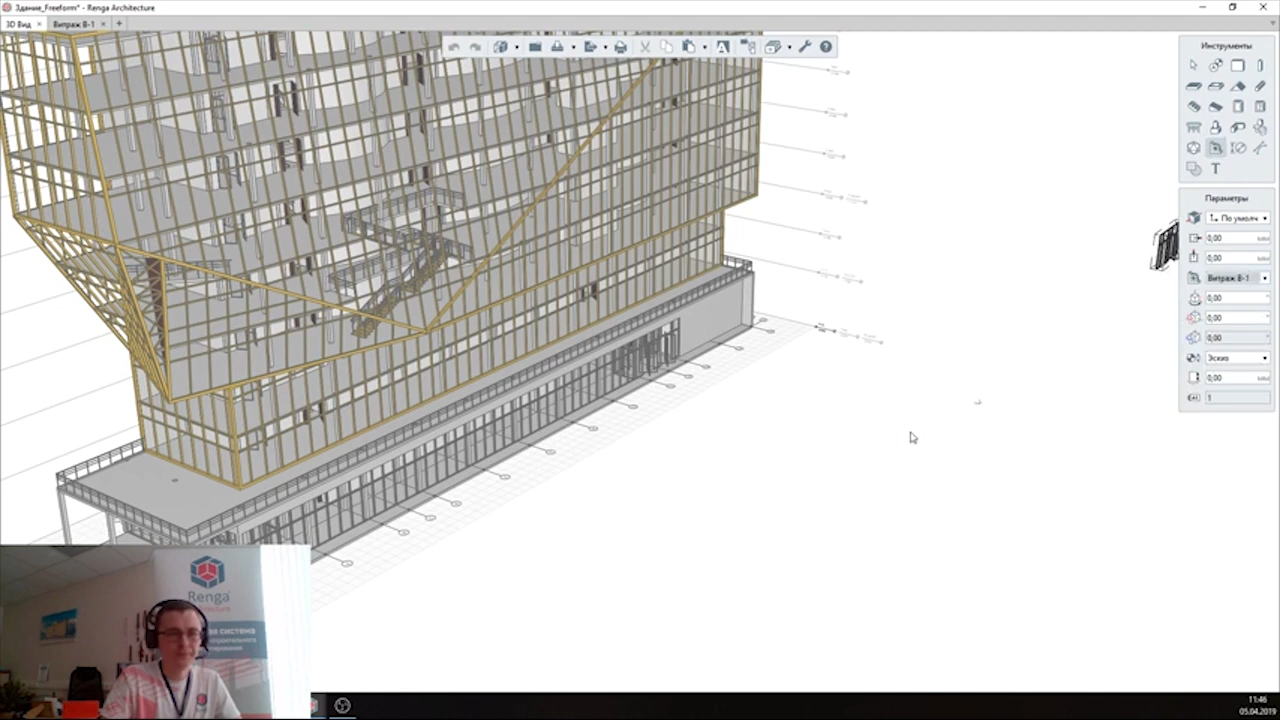 Здание_Freeform* - Renga Architecture
3D Вид
Витраж В-1
Инструменты
Параметры
1. По умолч
0,00
0,00
Витраж В-1
0,00
0,00
0,00
Эскиз
0,00
1
Renga
11:46
05.04.2019